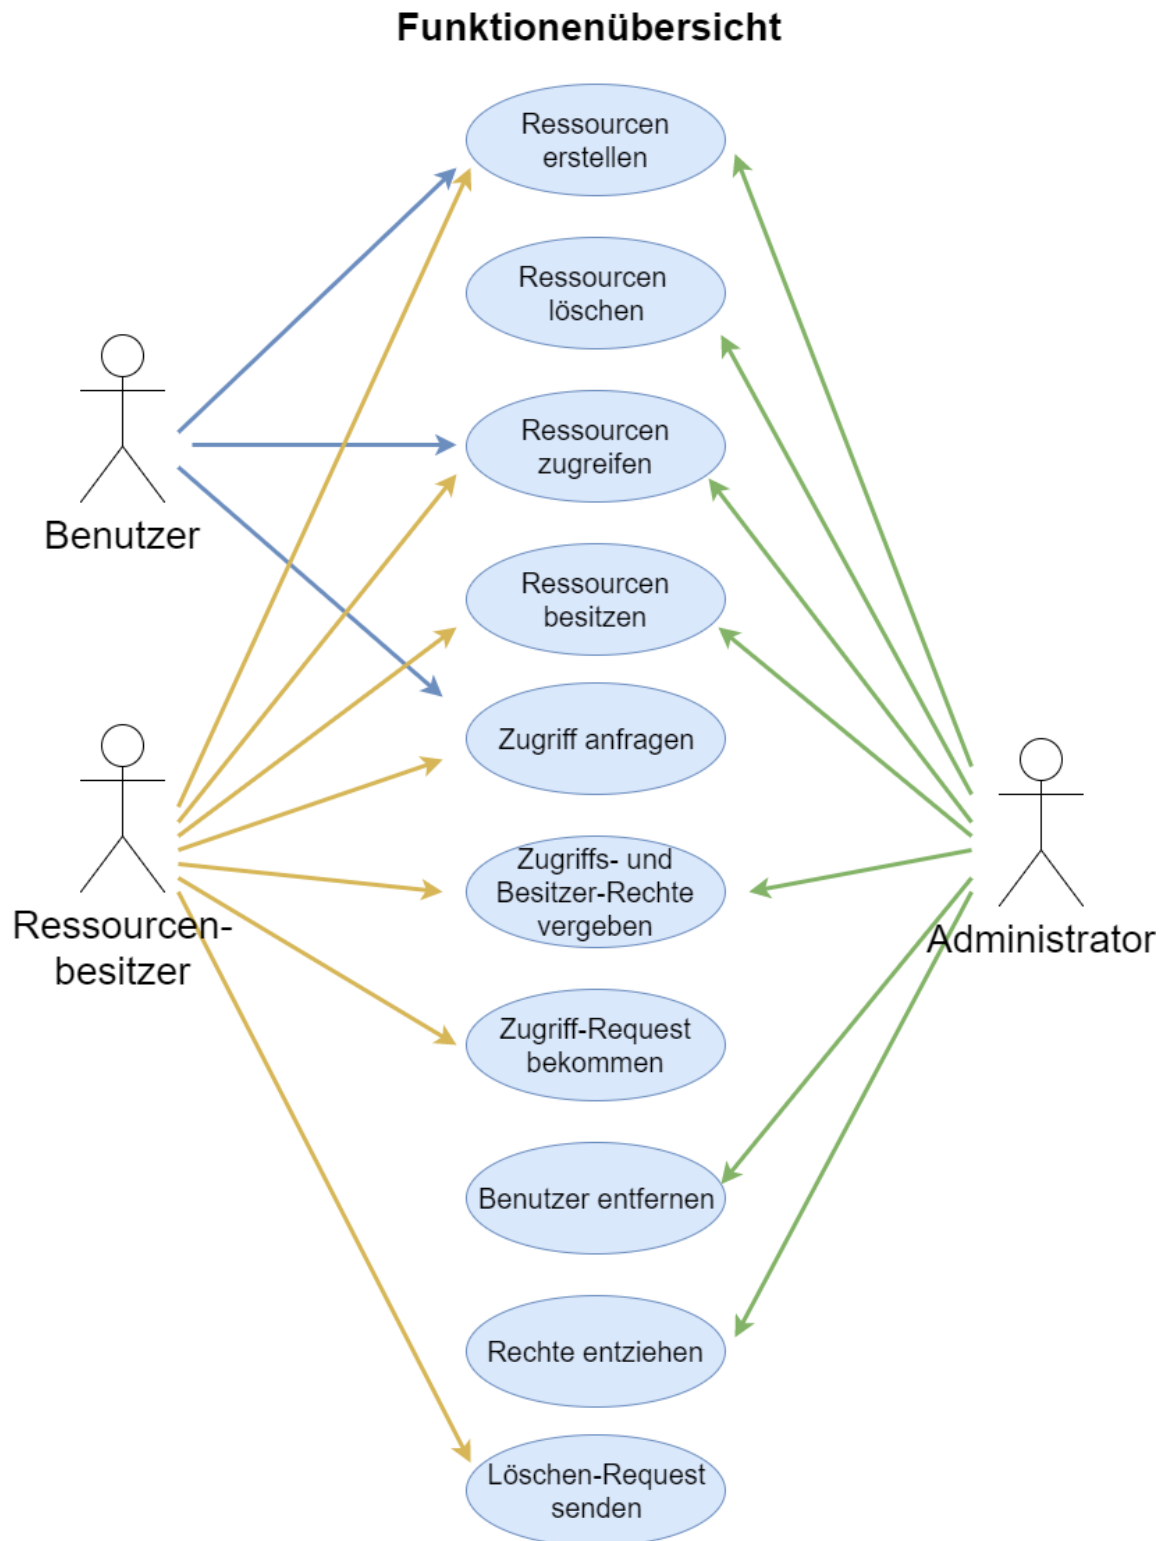 Funktionenübersicht
Ressourcen
erstellen
Ressourcen
löschen
Ressourcen
zugreifen
Benutzer
Ressourcen
besitzen
Zugriff anfragen
Zugriffs- und
Besitzer-Rechte
vergeben
Ressourcen-
besitzer
Administrator
Zugriff-Request
bekommen
Benutzer entfernen
Rechte entziehen
Löschen-Request
senden